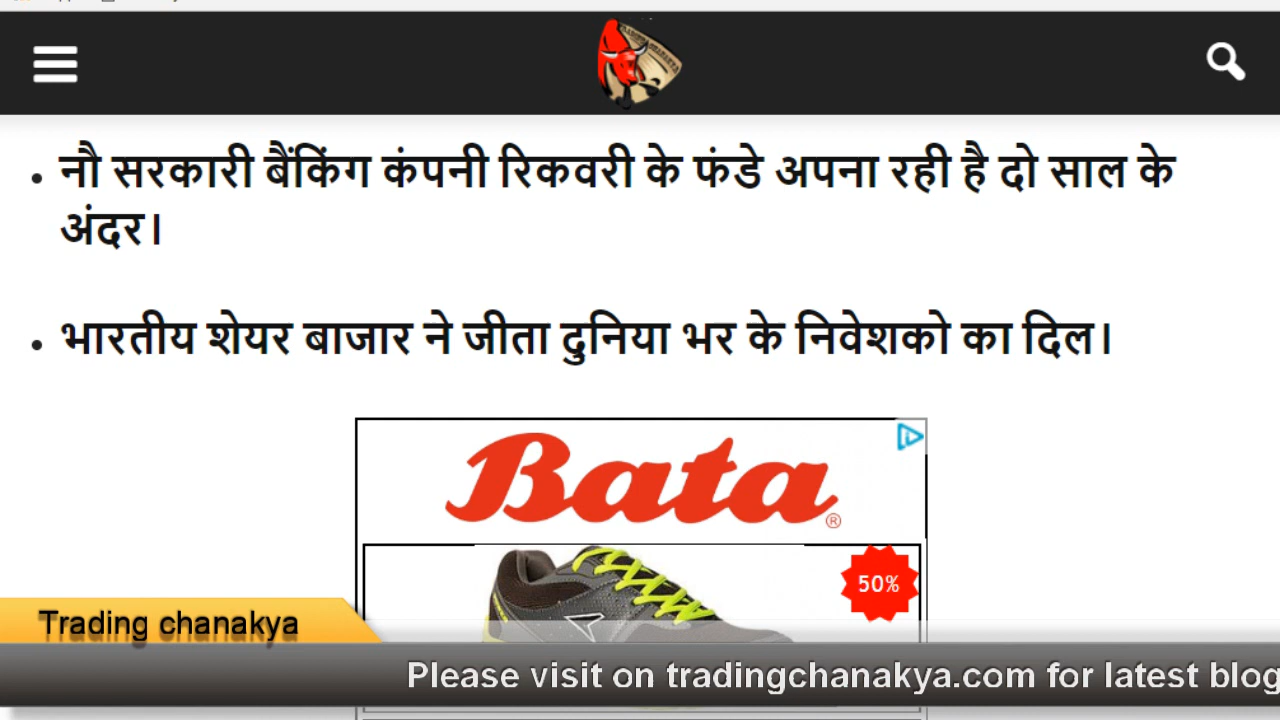 नौ सरकारी बैंकिंग कंपनी रिकवरी के फंडे अपना रही है दो साल के
अंदर।
भारतीय शेयर बाजार ने जीता दुनिया भर के निवेशको का दिल।
Bata®
50%
Trading chanakya
Please visit on tradingchanakya.com for latest blog